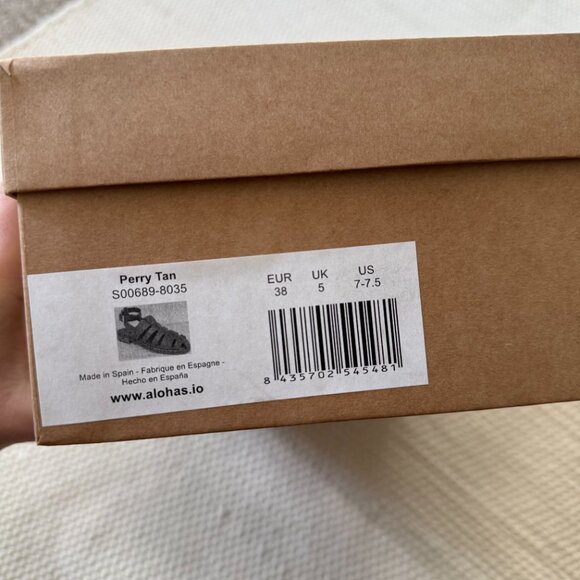 Perry Tan
S00689-8035
Made in Spain - Fabrique en Espagne -
Hecho en España
www.alohas.io
EUR UK US
38 5 7-7.5
8 435702 545481